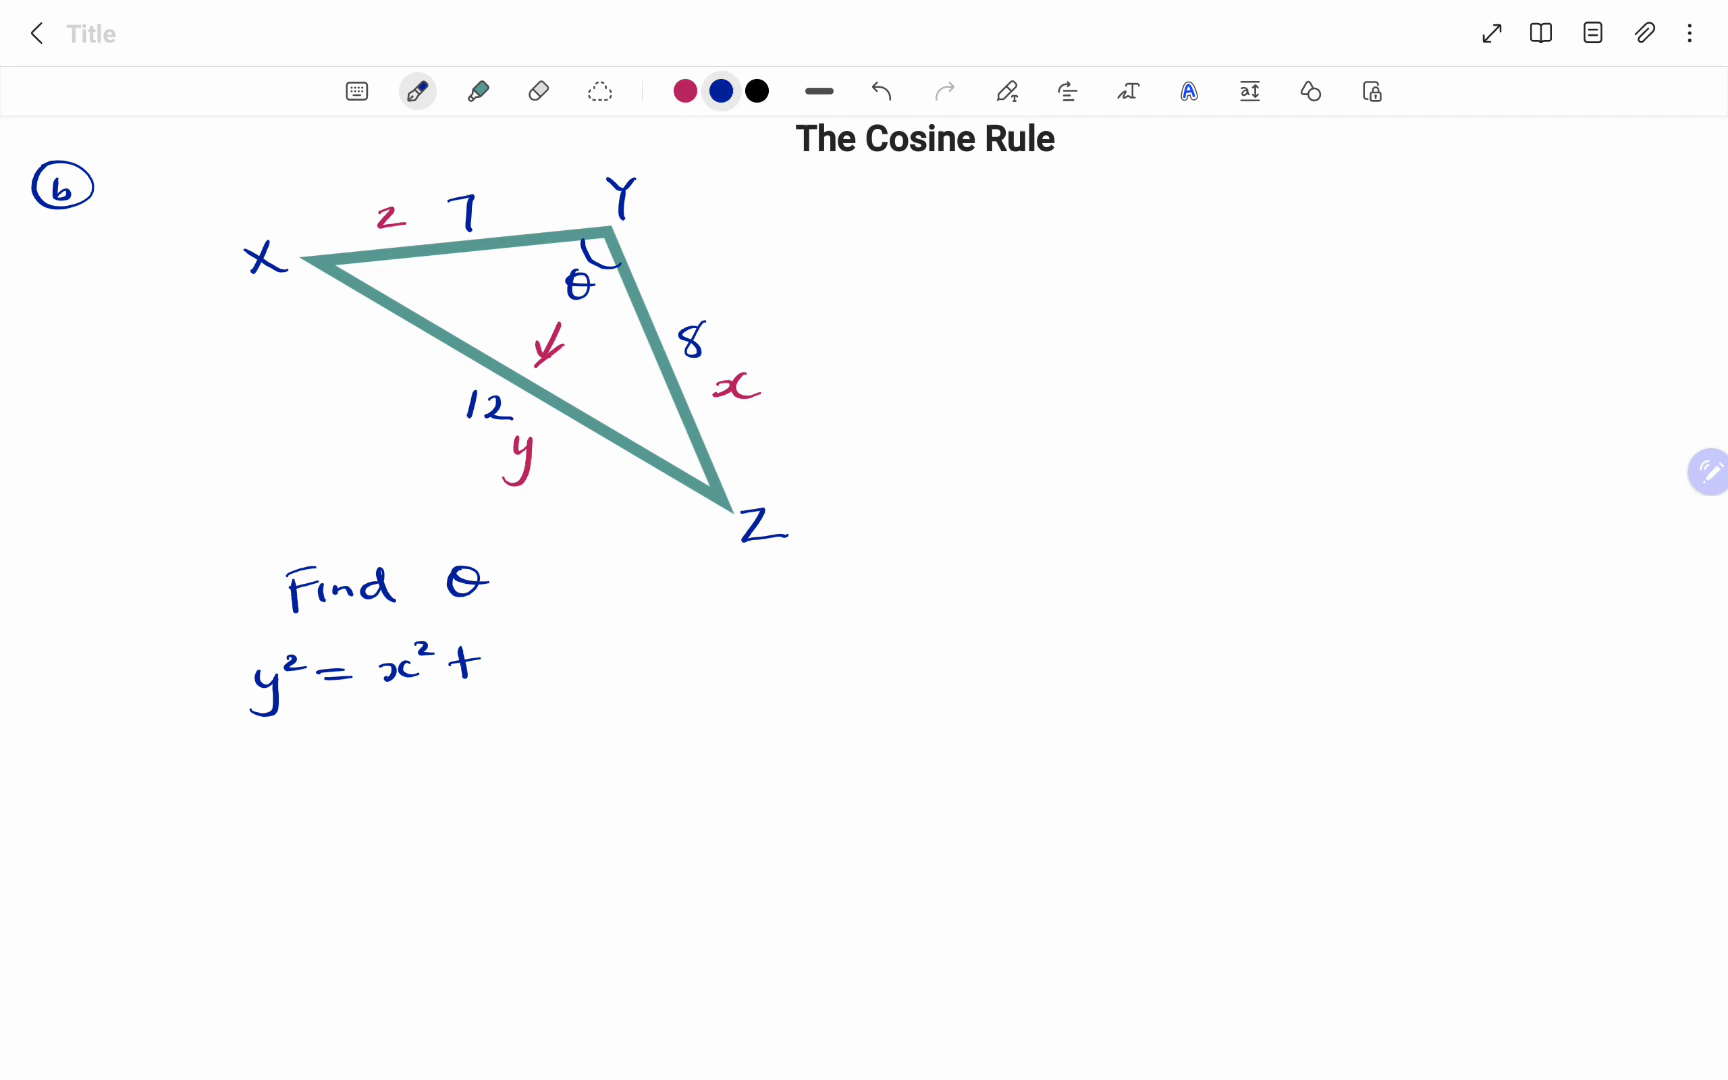 Title
The Cosine Rule
b
Y
z 7
X
θ
8
x
12
y
Z
Find θ
y² = x² +